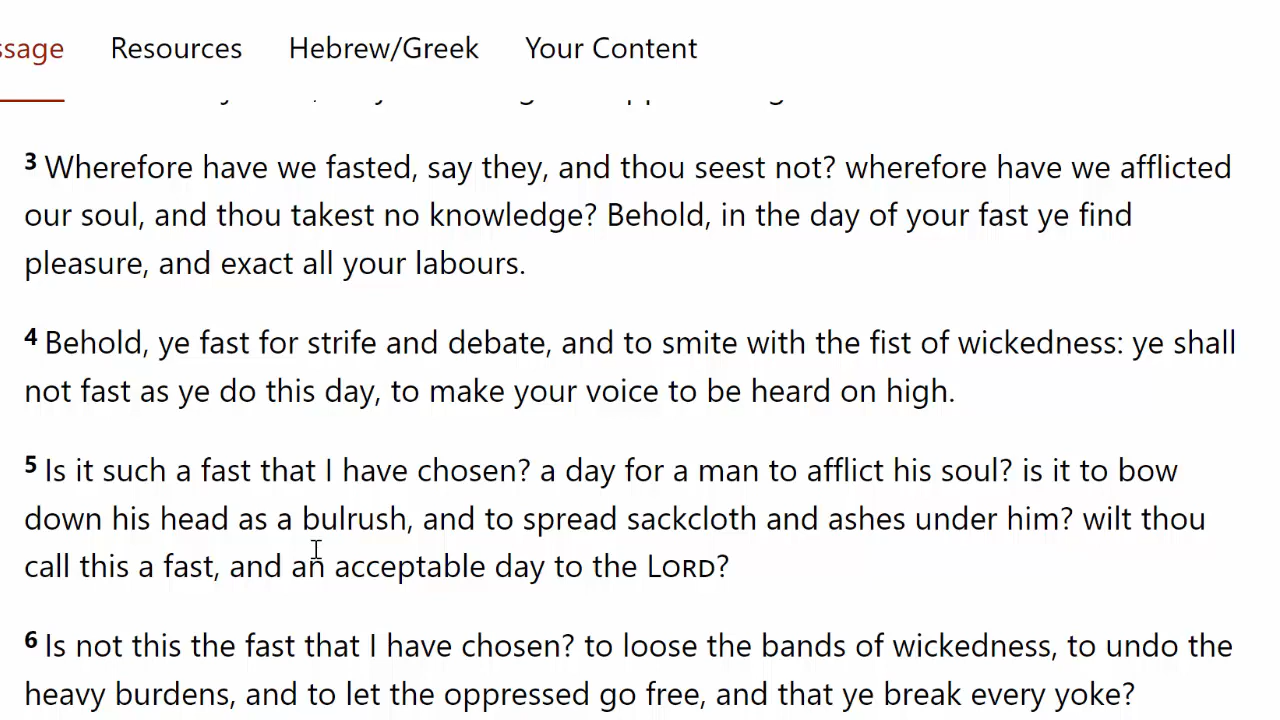 ssage Resources Hebrew/Greek Your Content
3 Wherefore have we fasted, say they, and thou seest not? wherefore have we afflicted
our soul, and thou takest no knowledge? Behold, in the day of your fast ye find
pleasure, and exact all your labours.
4 Behold, ye fast for strife and debate, and to smite with the fist of wickedness: ye shall
not fast as ye do this day, to make your voice to be heard on high.
5 Is it such a fast that I have chosen? a day for a man to afflict his soul? is it to bow
down his head as a bulrush, and to spread sackcloth and ashes under him? wilt thou
call this a fast, and an acceptable day to the LORD?
6 Is not this the fast that I have chosen? to loose the bands of wickedness, to undo the
heavy burdens, and to let the oppressed go free, and that ye break every yoke?